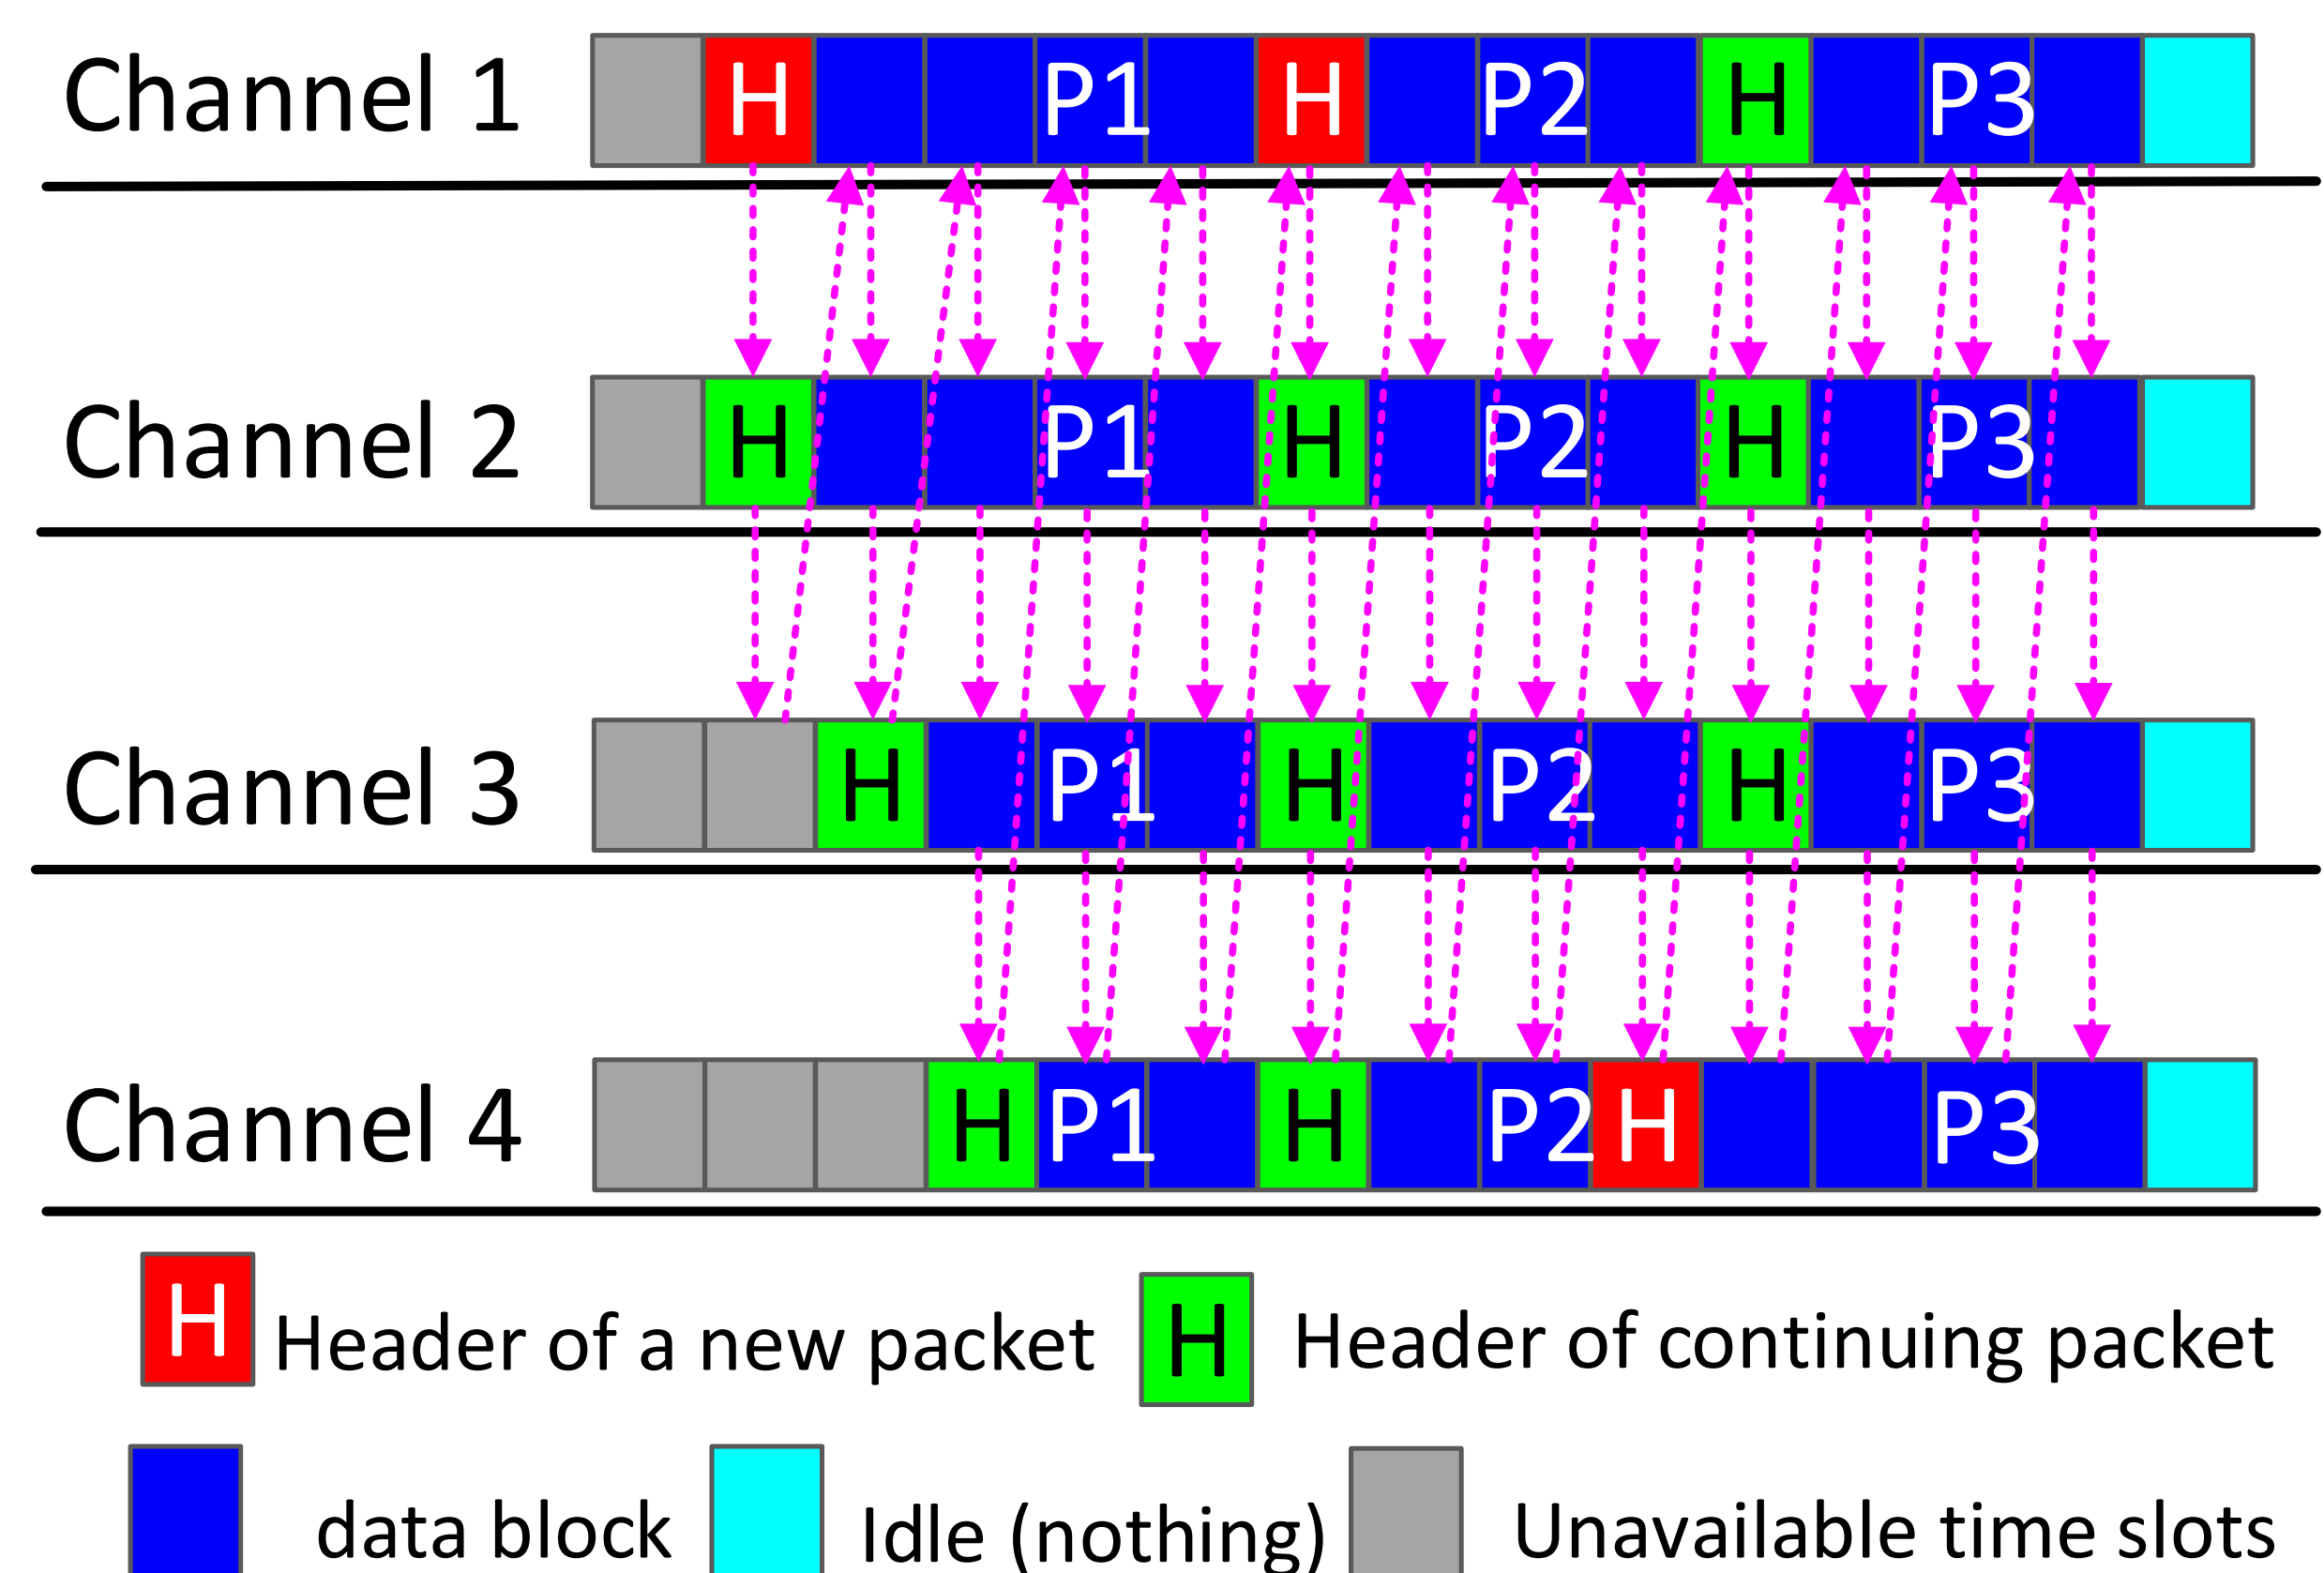 Channel 1 H P1 H P2 H P3
Channel 2 H P1 H P2 H P3
Channel 3 H P1 H P2 H P3
Channel 4 H P1 H P2 H P3
H Header of a new packet H Header of continuing packet
data block Idle (nothing) Unavailable time slots